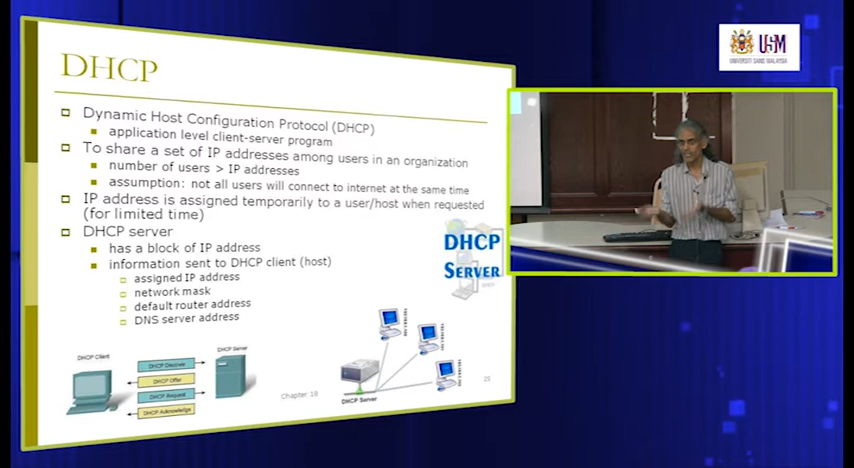 USM
UNIVERSITI SAINS MALAYSIA
DHCP
Dynamic Host Configuration Protocol (DHCP)
application level client-server program
To share a set of IP addresses among users in an organization
number of users > IP addresses
assumption: not all users will connect to internet at the same time
IP address is assigned temporarily to a user/host when requested
(for limited time)
DHCP server
has a block of IP address
information sent to DHCP client (host)
assigned IP address
network mask
default router address
DNS server address
DHCP
SERVER
DHCP Client
DHCP Server
DHCP Discover
DHCP Offer
DHCP Request
DHCP Acknowledge
DHCP Server
Chapter: 19
25